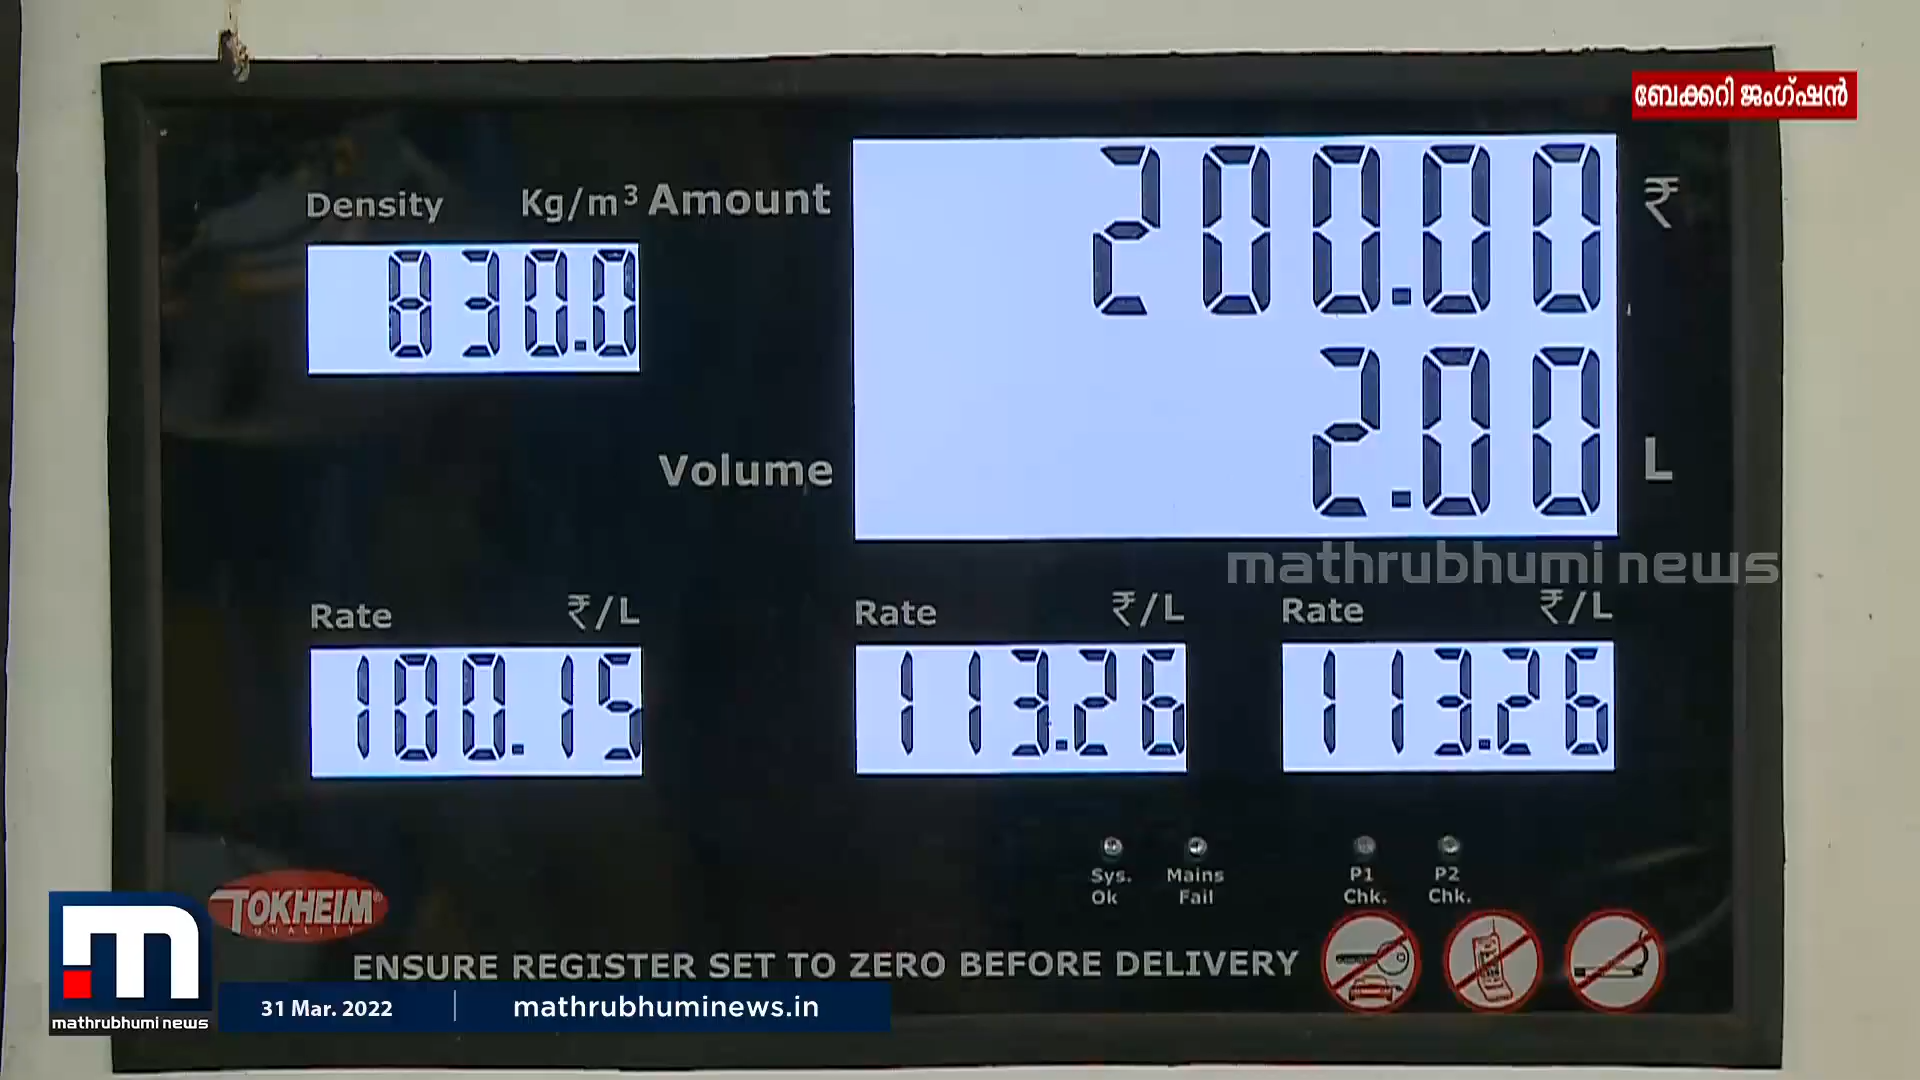 ബേക്കറി ജംഗ്ഷൻ
Density Kg/m³
830.0
Amount 200.00 ₹
Volume 2.00 L
mathrubhumi news
Rate ₹/L
100.15
Rate ₹/L
113.26
Rate ₹/L
113.26
Sys. Ok
Mains Fail
P1 Chk.
P2 Chk.
TOKHEIM®
QUALITY
ENSURE REGISTER SET TO ZERO BEFORE DELIVERY
mathrubhumi news
31 Mar. 2022
mathrubhuminews.in